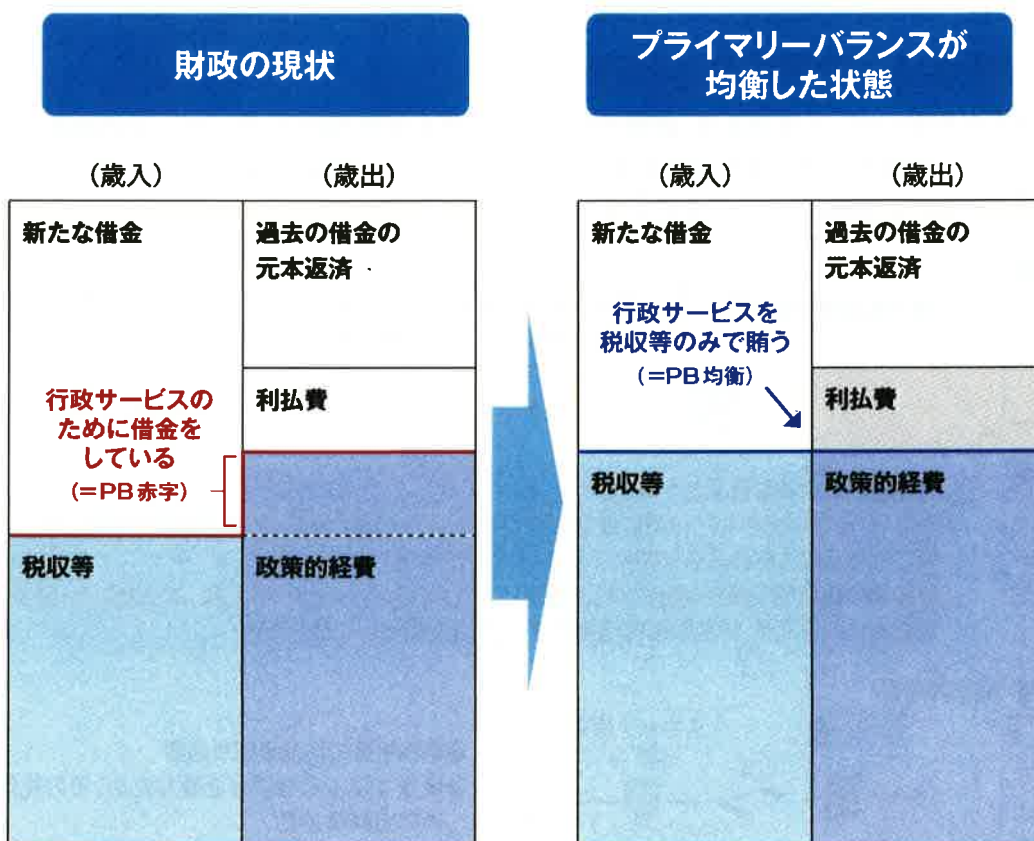 財政の現状
(歳入)
(歳出)
新たな借金
過去の借金の
元本返済
行政サービスの
ために借金を
している
(=PB赤字)
利払費
税収等
政策的経費
プライマリーバランスが
均衡した状態
(歳入)
(歳出)
新たな借金
過去の借金の
元本返済
行政サービスを
税収等のみで賄う
(=PB均衡)
利払費
税収等
政策的経費